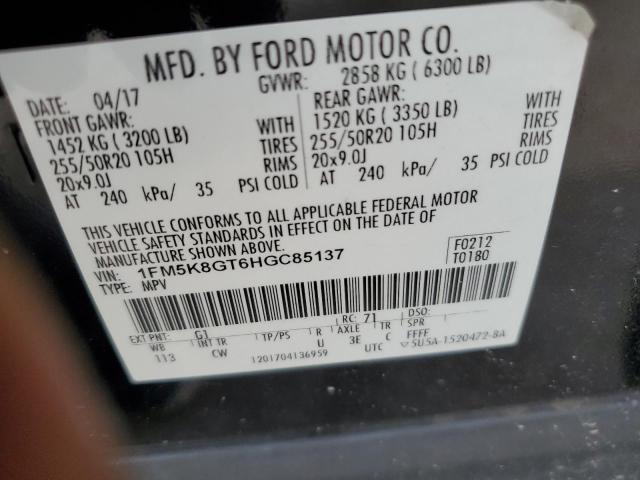 MFD. BY FORD MOTOR CO.
DATE: 04/17 GVWR: 2858 KG ( 6300 LB)
FRONT GAWR: REAR GAWR:
1452 KG ( 3200 LB) WITH 1520 KG ( 3350 LB) WITH
255/50R20 105H TIRES 255/50R20 105H TIRES
20x9.0J RIMS 20x9.0J RIMS
AT 240 kPa/ 35 PSI COLD AT 240 kPa/ 35 PSI COLD
THIS VEHICLE CONFORMS TO ALL APPLICABLE FEDERAL MOTOR
VEHICLE SAFETY STANDARDS IN EFFECT ON THE DATE OF
VIN: 1FM5K8GT6HGC85137 F0212
TYPE: MPV T0180
EXT PNT: G1 RC: 71 DSO:
WB INT TR TP/PS R AXLE TR SPR
113 CW U 3E C FFFF
1201704136959 UTC 5U5A-1520472-8A